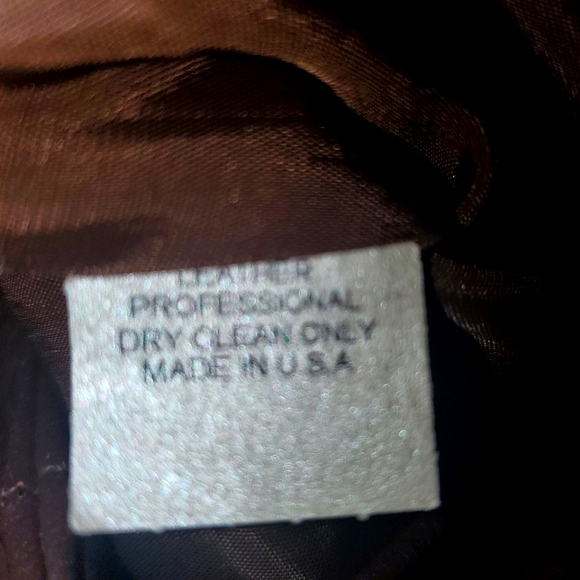 LEATHER
PROFESSIONAL
DRY CLEAN ONLY
MADE IN U S A